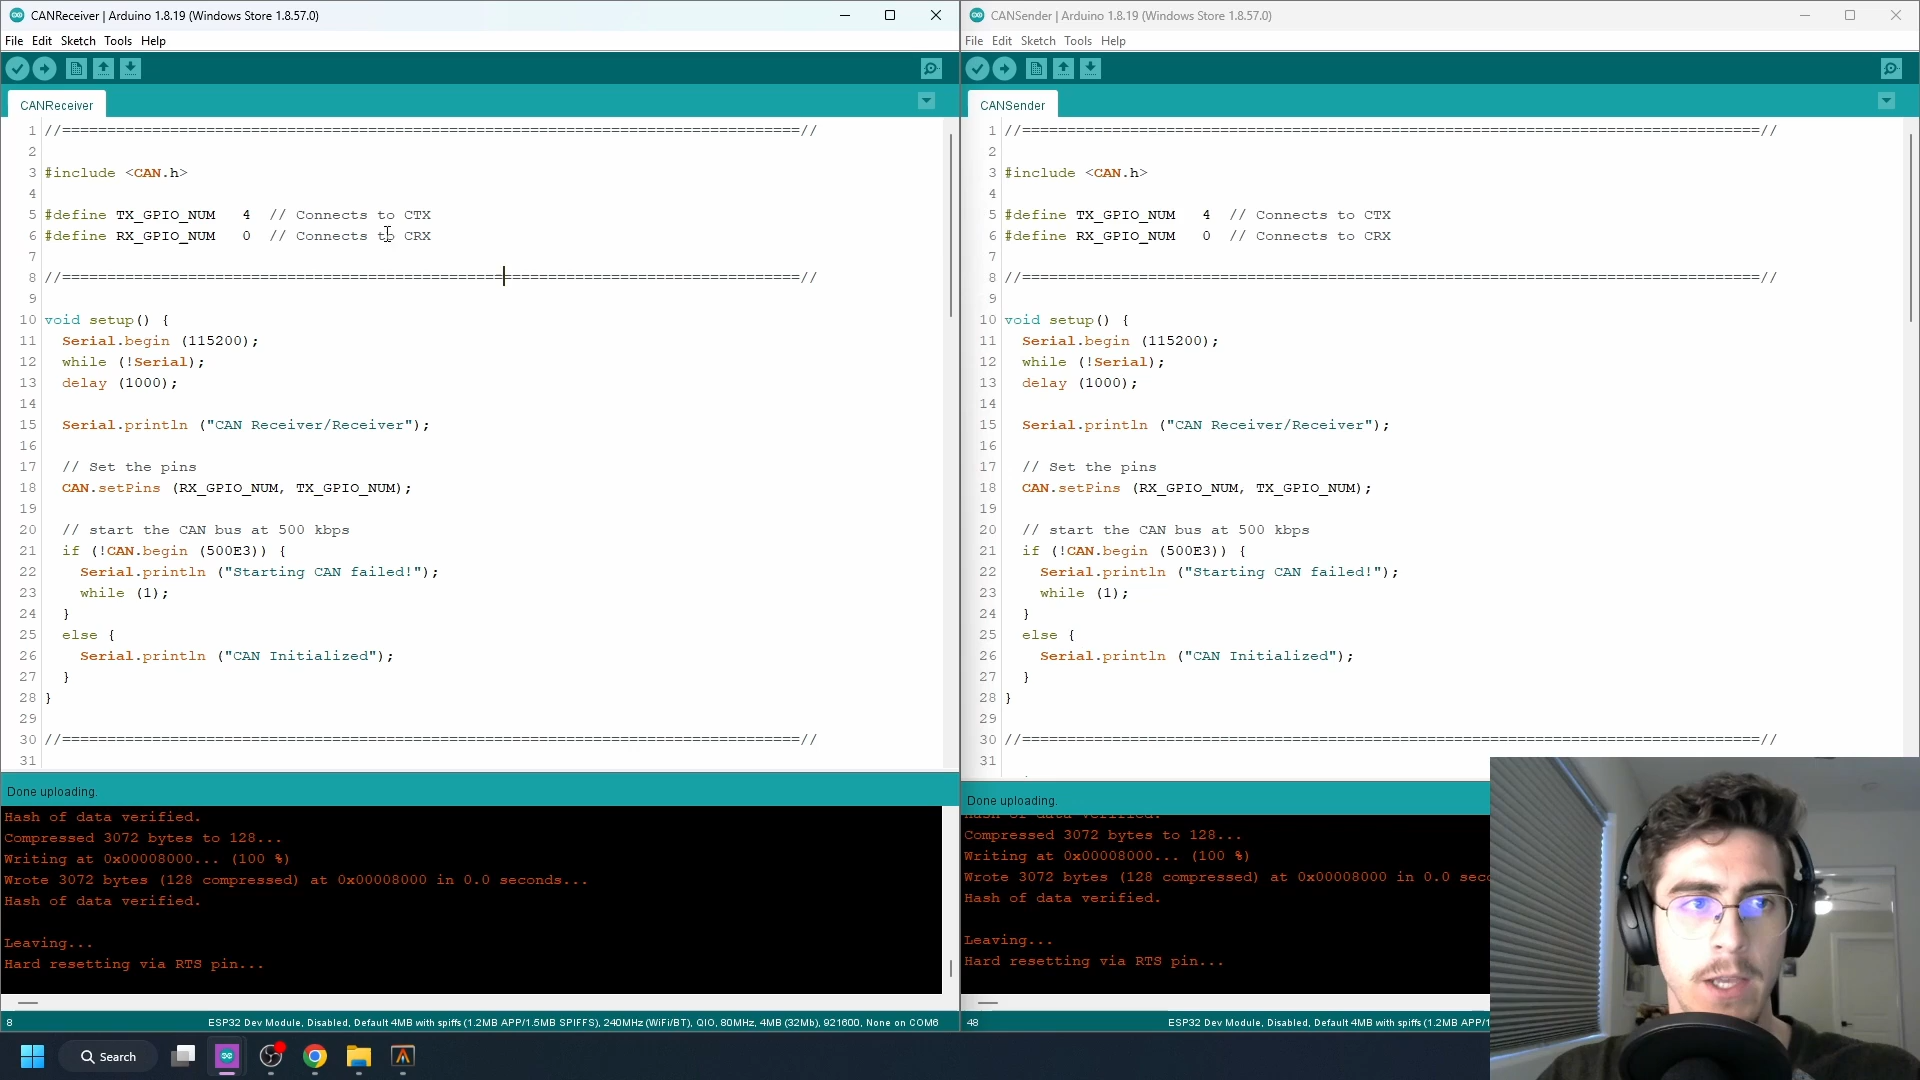 CANReceiver | Arduino 1.8.19 (Windows Store 1.8.57.0)
File Edit Sketch Tools Help
CANReceiver
1 //==================================================================================//
2
3 #include <CAN.h>
4
5 #define TX_GPIO_NUM   4  // Connects to CTX
6 #define RX_GPIO_NUM   0  // Connects to CRX
7
8 //==================================================================================//
9
10 void setup() {
11   Serial.begin (115200);
12   while (!Serial);
13   delay (1000);
14
15   Serial.println ("CAN Receiver/Receiver");
16
17   // Set the pins
18   CAN.setPins (RX_GPIO_NUM, TX_GPIO_NUM);
19
20   // start the CAN bus at 500 kbps
21   if (!CAN.begin (500E3)) {
22     Serial.println ("Starting CAN failed!");
23     while (1);
24   }
25   else {
26     Serial.println ("CAN Initialized");
27   }
28 }
29
30 //==================================================================================//
31
Done uploading.
Hash of data verified.
Compressed 3072 bytes to 128...
Writing at 0x00008000... (100 %)
Wrote 3072 bytes (128 compressed) at 0x00008000 in 0.0 seconds...
Hash of data verified.
Leaving...
Hard resetting via RTS pin...
8 ESP32 Dev Module, Disabled, Default 4MB with spiffs (1.2MB APP/1.5MB SPIFFS), 240MHz (WiFi/BT), QIO, 80MHz, 4MB (32Mb), 921600, None on COM6
CANSender | Arduino 1.8.19 (Windows Store 1.8.57.0)
File Edit Sketch Tools Help
CANSender
1 //==================================================================================//
2
3 #include <CAN.h>
4
5 #define TX_GPIO_NUM   4  // Connects to CTX
6 #define RX_GPIO_NUM   0  // Connects to CRX
7
8 //==================================================================================//
9
10 void setup() {
11   Serial.begin (115200);
12   while (!Serial);
13   delay (1000);
14
15   Serial.println ("CAN Receiver/Receiver");
16
17   // Set the pins
18   CAN.setPins (RX_GPIO_NUM, TX_GPIO_NUM);
19
20   // start the CAN bus at 500 kbps
21   if (!CAN.begin (500E3)) {
22     Serial.println ("Starting CAN failed!");
23     while (1);
24   }
25   else {
26     Serial.println ("CAN Initialized");
27   }
28 }
29
30 //==================================================================================//
31
Done uploading.
Hash of data verified.
Compressed 3072 bytes to 128...
Writing at 0x00008000... (100 %)
Wrote 3072 bytes (128 compressed) at 0x00008000 in 0.0 seco
Hash of data verified.
Leaving...
Hard resetting via RTS pin...
48 ESP32 Dev Module, Disabled, Default 4MB with spiffs (1.2MB APP/1
Search